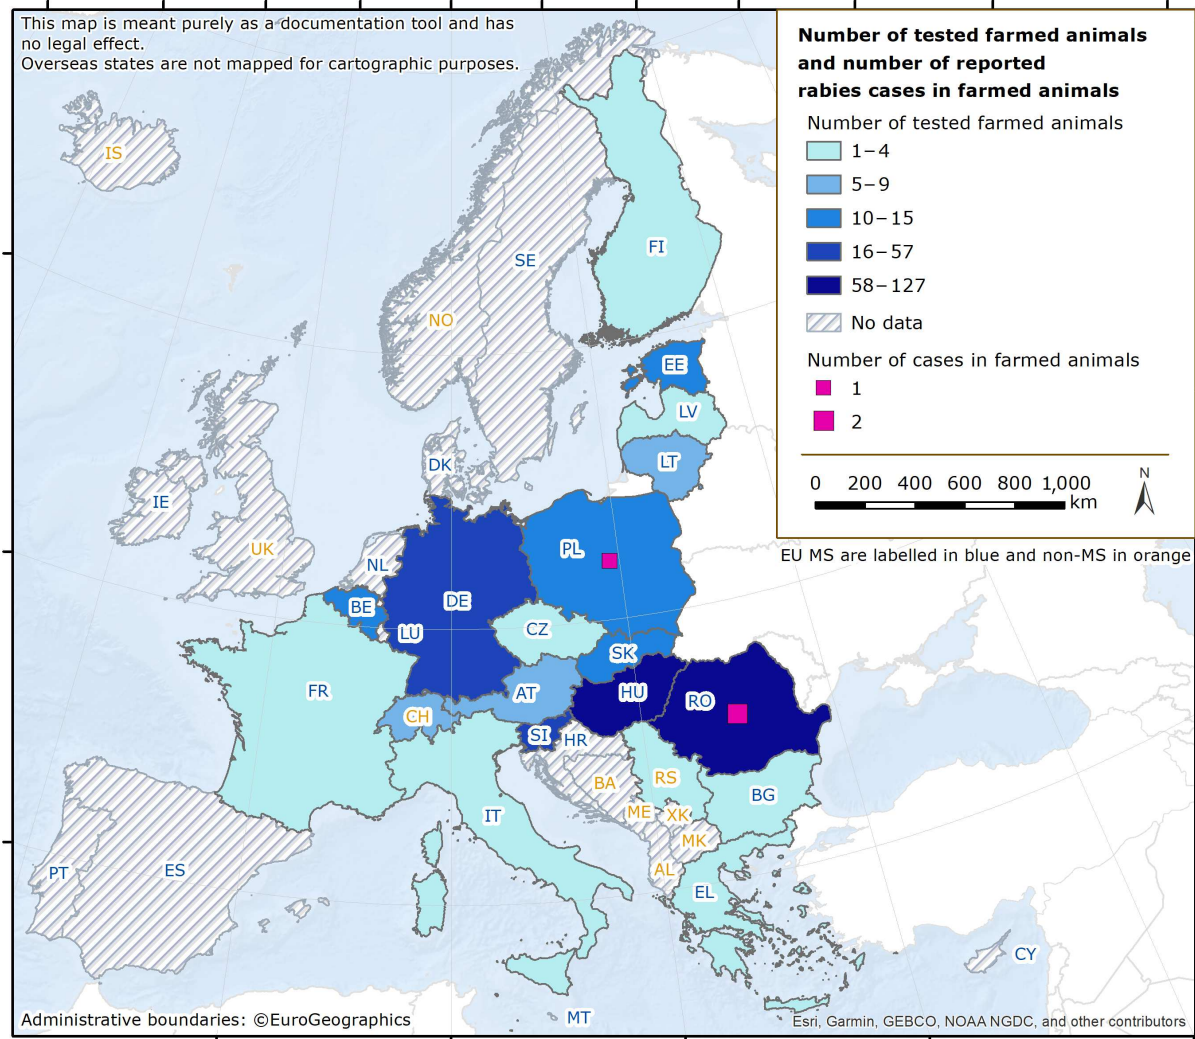 This map is meant purely as a documentation tool and has
no legal effect.
Overseas states are not mapped for cartographic purposes.
Number of tested farmed animals
and number of reported
rabies cases in farmed animals
Number of tested farmed animals
1–4
5–9
10–15
16–57
58–127
No data
Number of cases in farmed animals
1
2
N
0 200 400 600 800 1,000
km
EU MS are labelled in blue and non-MS in orange
IS
FI
SE
NO
EE
LV
DK
LT
IE
UK
PL
NL
BE
DE
LU
CZ
SK
FR
AT
HU
RO
CH
SI
HR
RS
BA
BG
IT
ME
XK
MK
PT
ES
AL
EL
CY
MT
Administrative boundaries: ©EuroGeographics
Esri, Garmin, GEBCO, NOAA NGDC, and other contributors